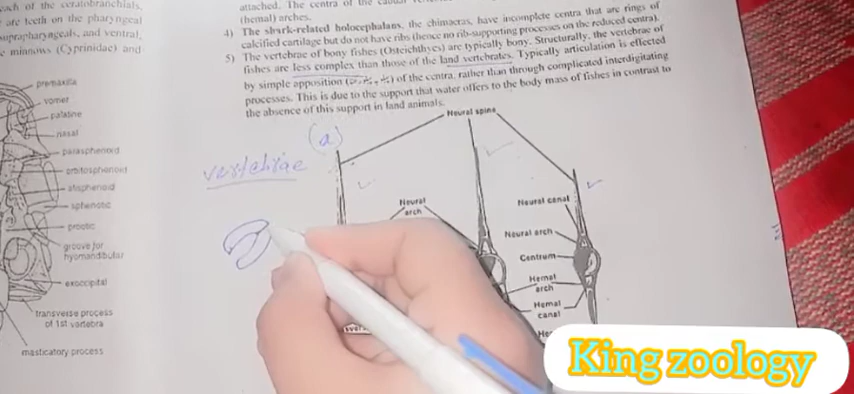 each of the ceratobranchials,
are teeth on the pharyngeal
suprapharyngeals, and ventral,
e minnows (Cyprinidae) and
premaxilla
vomer
palatine
nasal
parasphenoid
orbitosphenoid
alisphenoid
sphenotic
prootic
groove for
hyomandibular
exoccipital
transverse process
of 1st vertebra
masticatory process
attached. The centra of the caudal
(hemal) arches.
4) The shark-related holocephalans, the chimaeras, have incomplete centra that are rings of
calcified cartilage but do not have ribs (hence no rib-supporting processes on the reduced centra).
5) The vertebrae of bony fishes (Osteichthyes) are typically bony. Structurally, the vertebrae of
fishes are less complex than those of the land vertebrates. Typically articulation is effected
by simple apposition of the centra, rather than through complicated interdigitating
processes. This is due to the support that water offers to the body mass of fishes in contrast to
the absence of this support in land animals.
(a)
vertebrae
Neural spine
Neural
arch
Neural canal
Neural arch
Centrum
Hemal
arch
Hemal
canal
King zoology